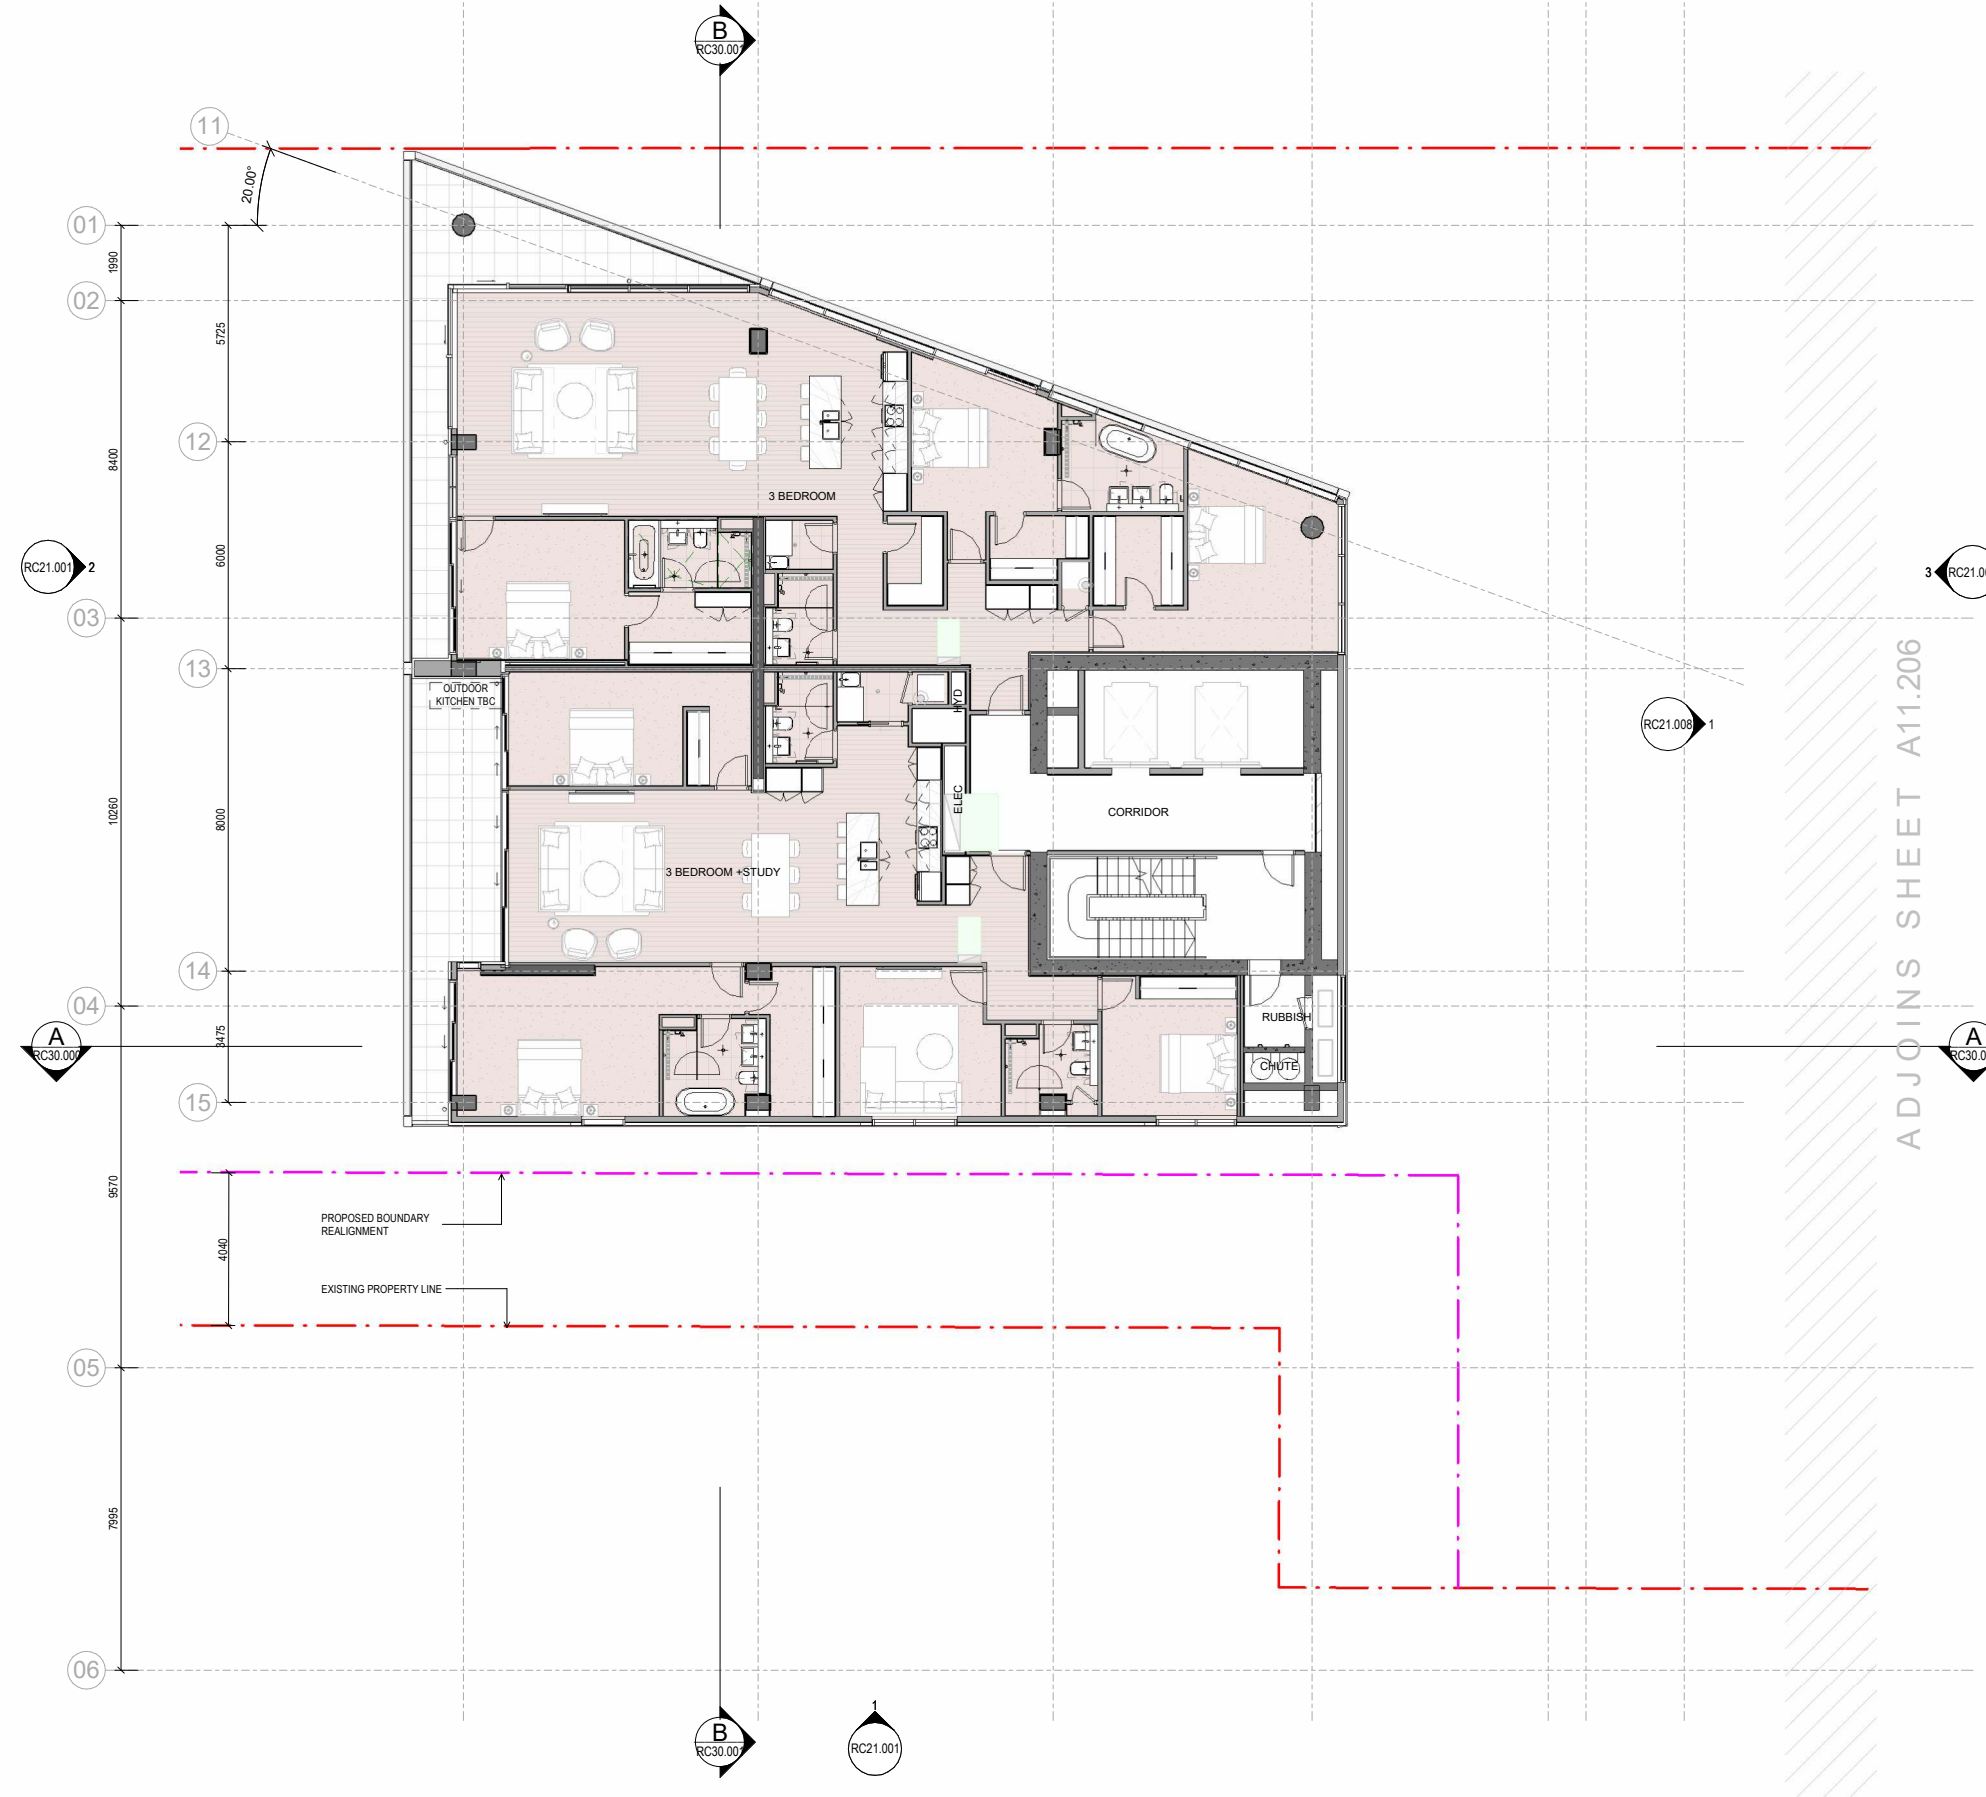 B
RC30.001
11
20.00°
01
1990
02
5725
8400
12
3 BEDROOM
6000
RC21.001
2
3
RC21.00
03
13
OUTDOOR
KITCHEN TBC
HYD
RC21.008
1
ADJOINS SHEET A11.206
10260
8000
ELEC
CORRIDOR
3 BEDROOM +STUDY
14
04
RUBBISH
A
RC30.000
3475
CHUTE
A
RC30.0
15
9570
PROPOSED BOUNDARY
REALIGNMENT
4040
EXISTING PROPERTY LINE
05
7995
06
B
RC30.001
1
RC21.001